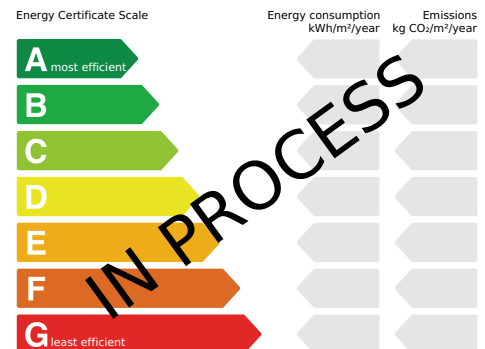 Energy Certificate Scale
Energy consumption
kWh/m²/year
Emissions
kg CO₂/m²/year
A most efficient
B
C
D
E
F
G least efficient
IN PROCESS